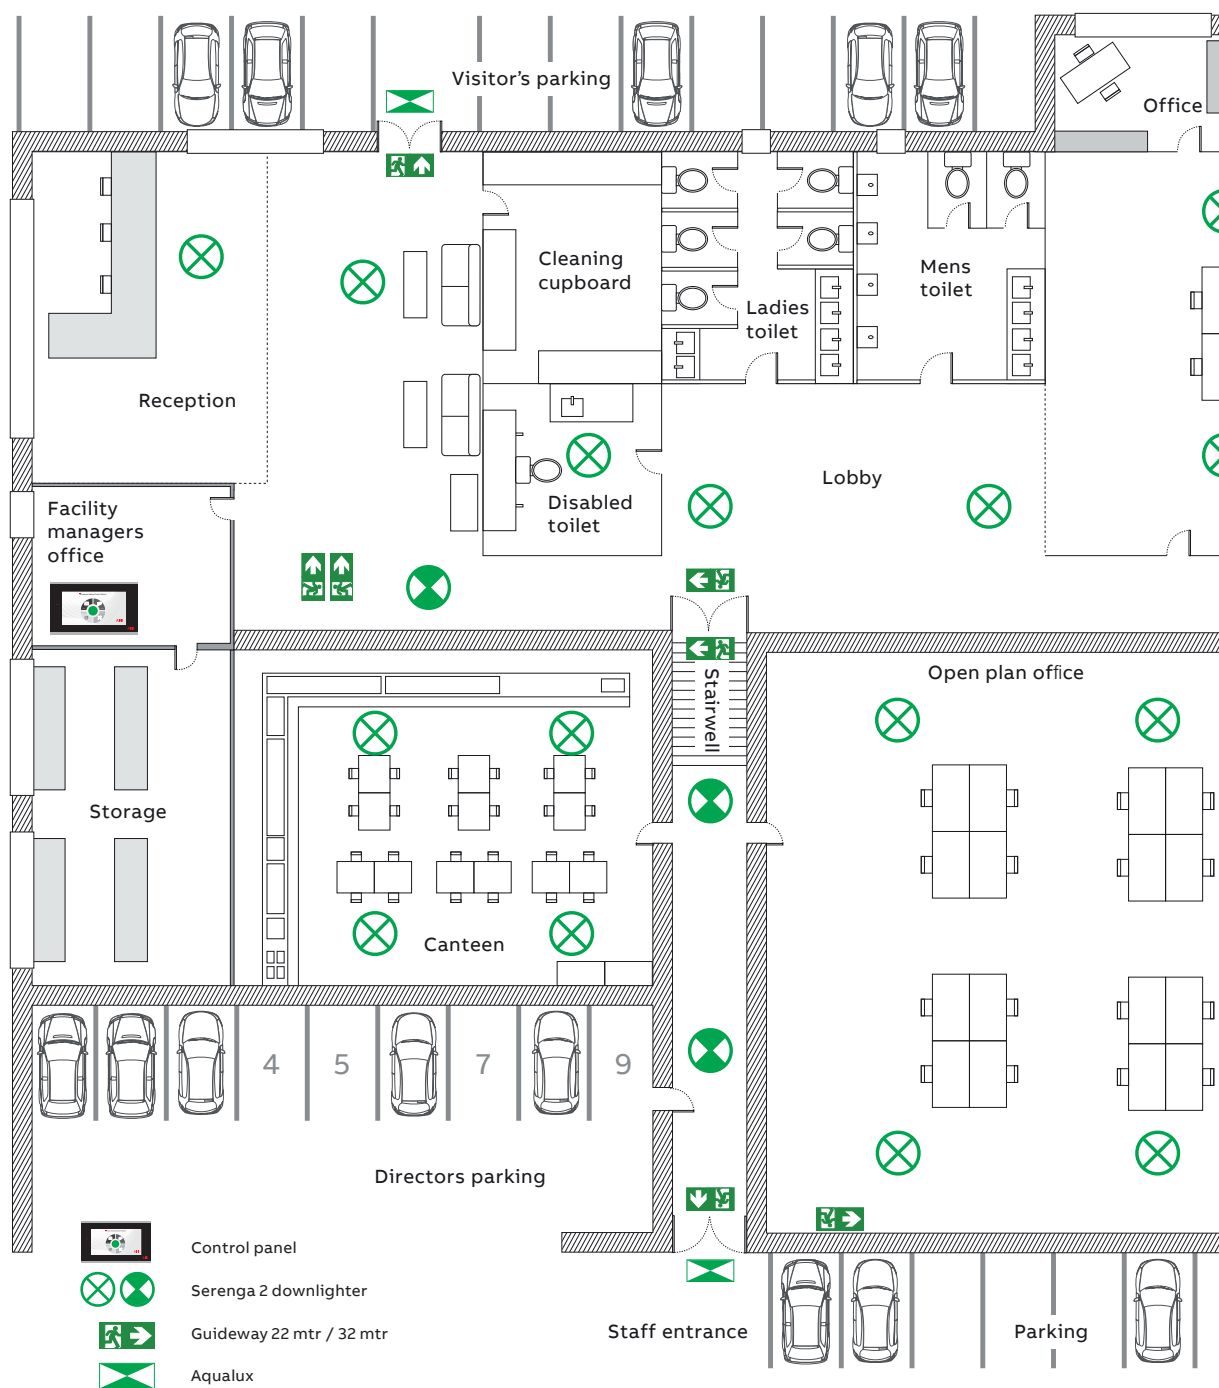 Visitor's parking
Office
Cleaning
cupboard
Mens
toilet
Ladies
toilet
Reception
Lobby
Facility
managers
office
Disabled
toilet
Open plan office
Stairwell
Storage
Canteen
4
5
7
9
Directors parking
Control panel
Serenga 2 downlighter
Guideway 22 mtr / 32 mtr
Aqualux
Staff entrance
Parking